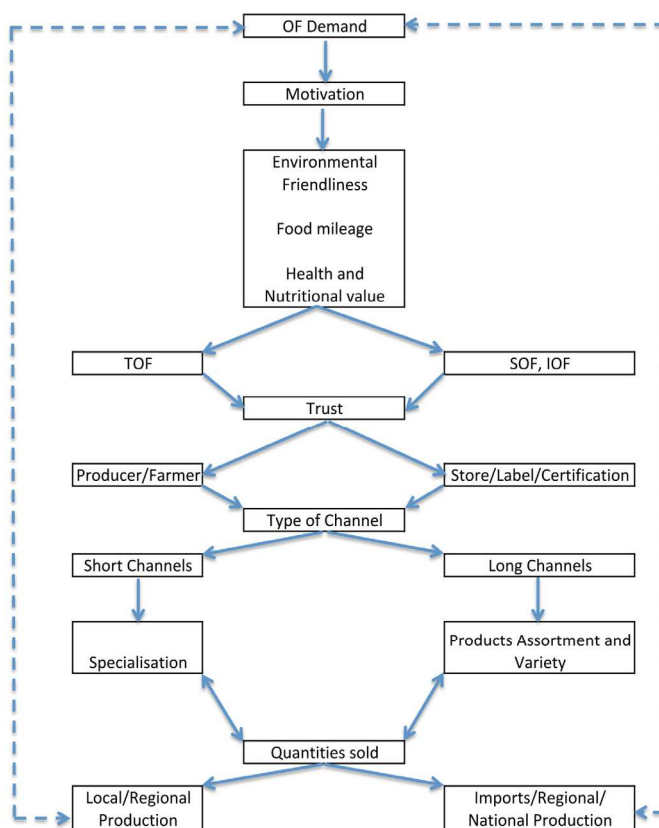 OF Demand
Motivation
Environmental
Friendliness
Food mileage
Health and
Nutritional value
TOF
SOF, IOF
Trust
Producer/Farmer
Store/Label/Certification
Type of Channel
Short Channels
Long Channels
Specialisation
Products Assortment and
Variety
Quantities sold
Local/Regional
Production
Imports/Regional/
National Production